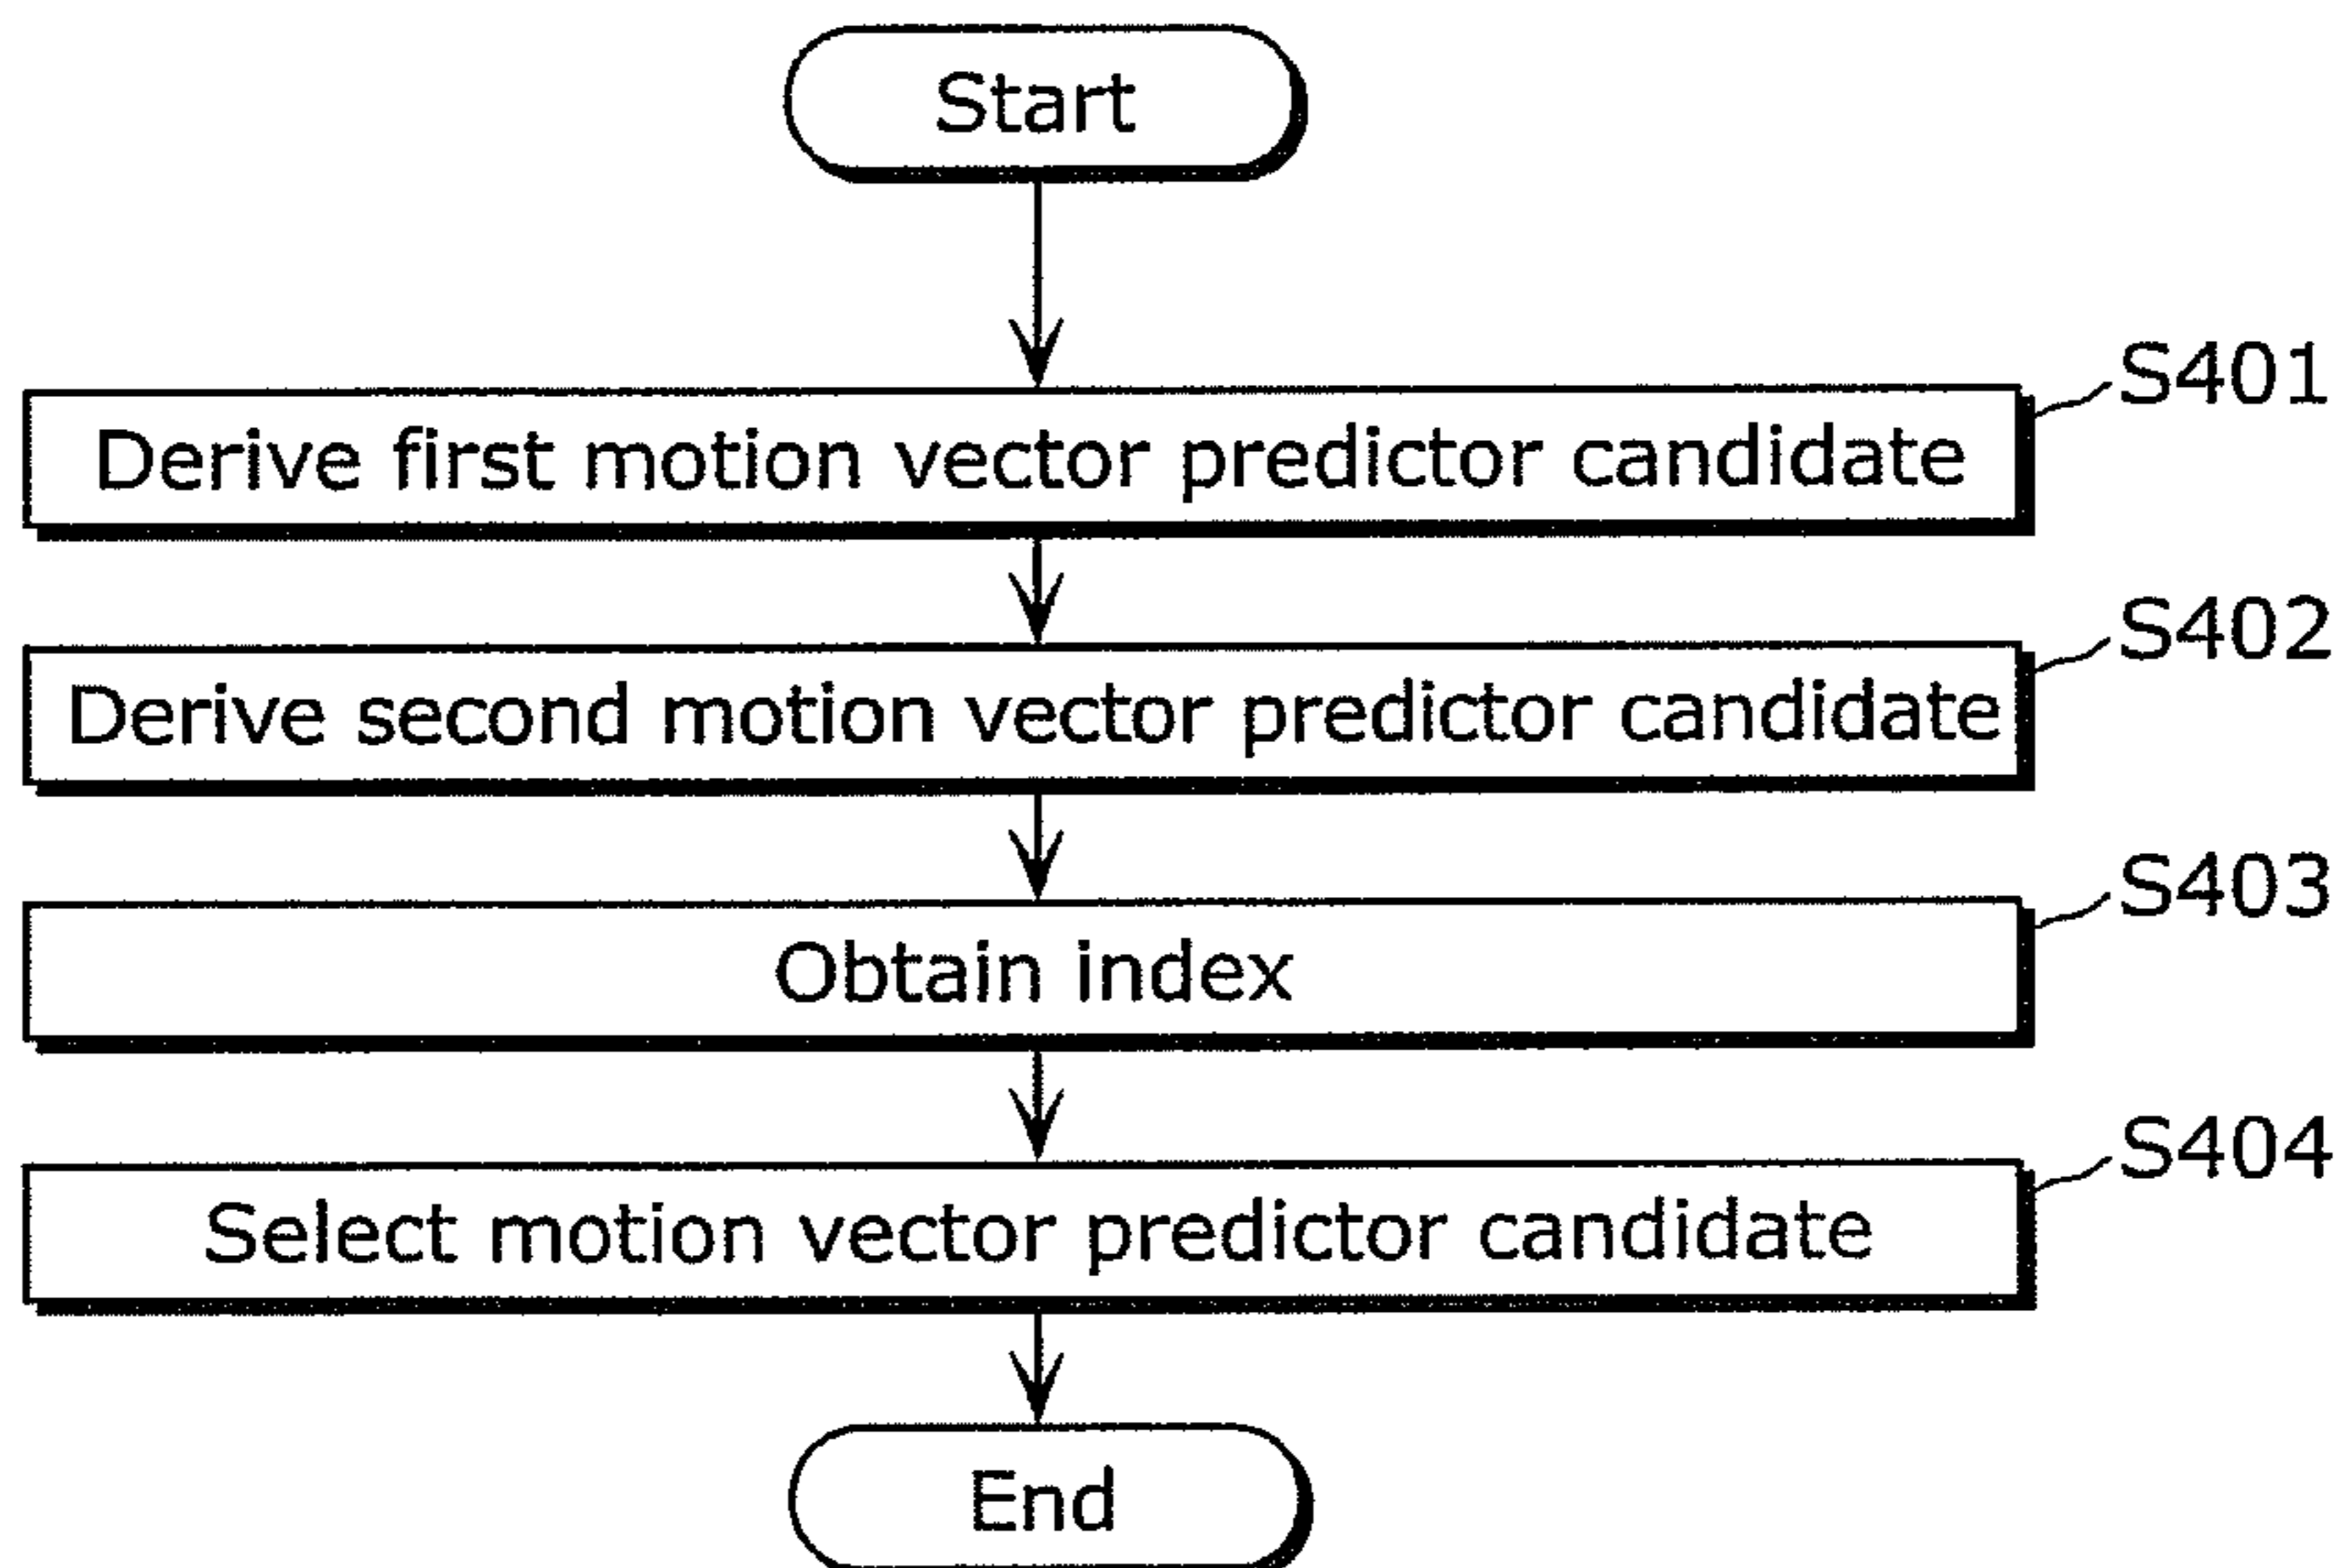 Start
S401
Derive first motion vector predictor candidate
S402
Derive second motion vector predictor candidate
S403
Obtain index
S404
Select motion vector predictor candidate
End